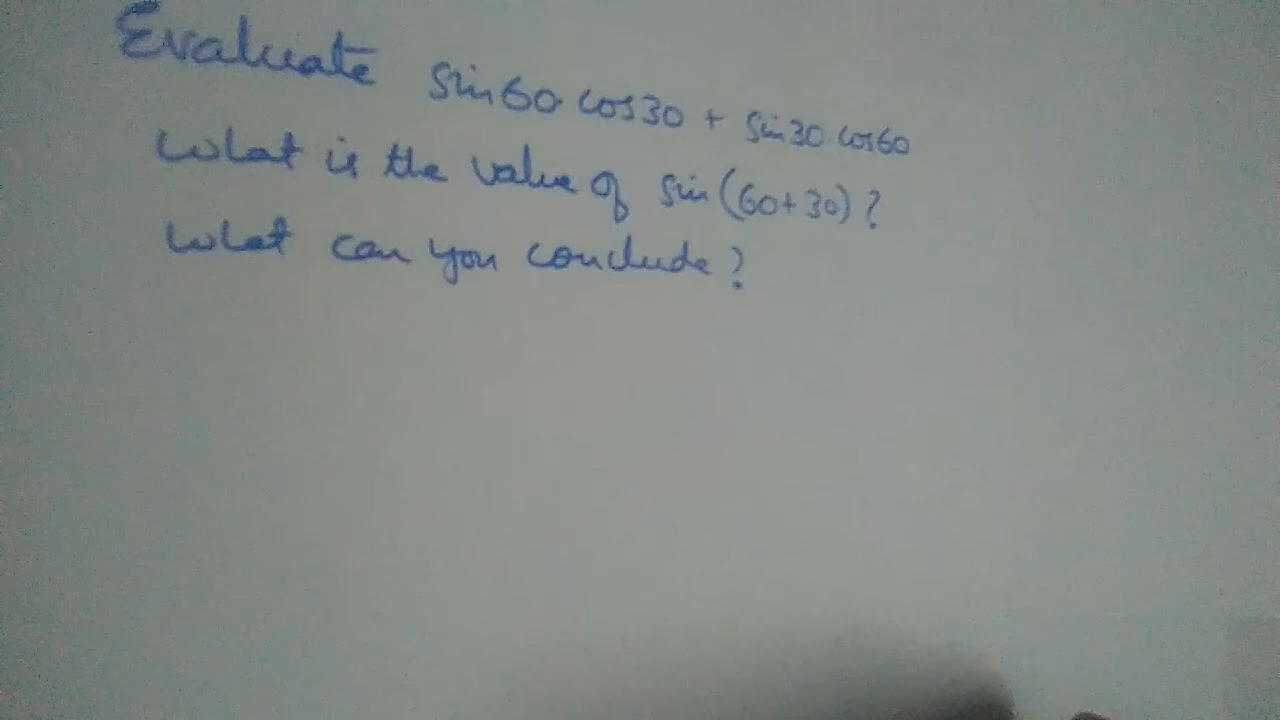 Evaluate sin60 cos30 + sin30 cos60
What is the value of sin(60+30)?
What can you conclude?